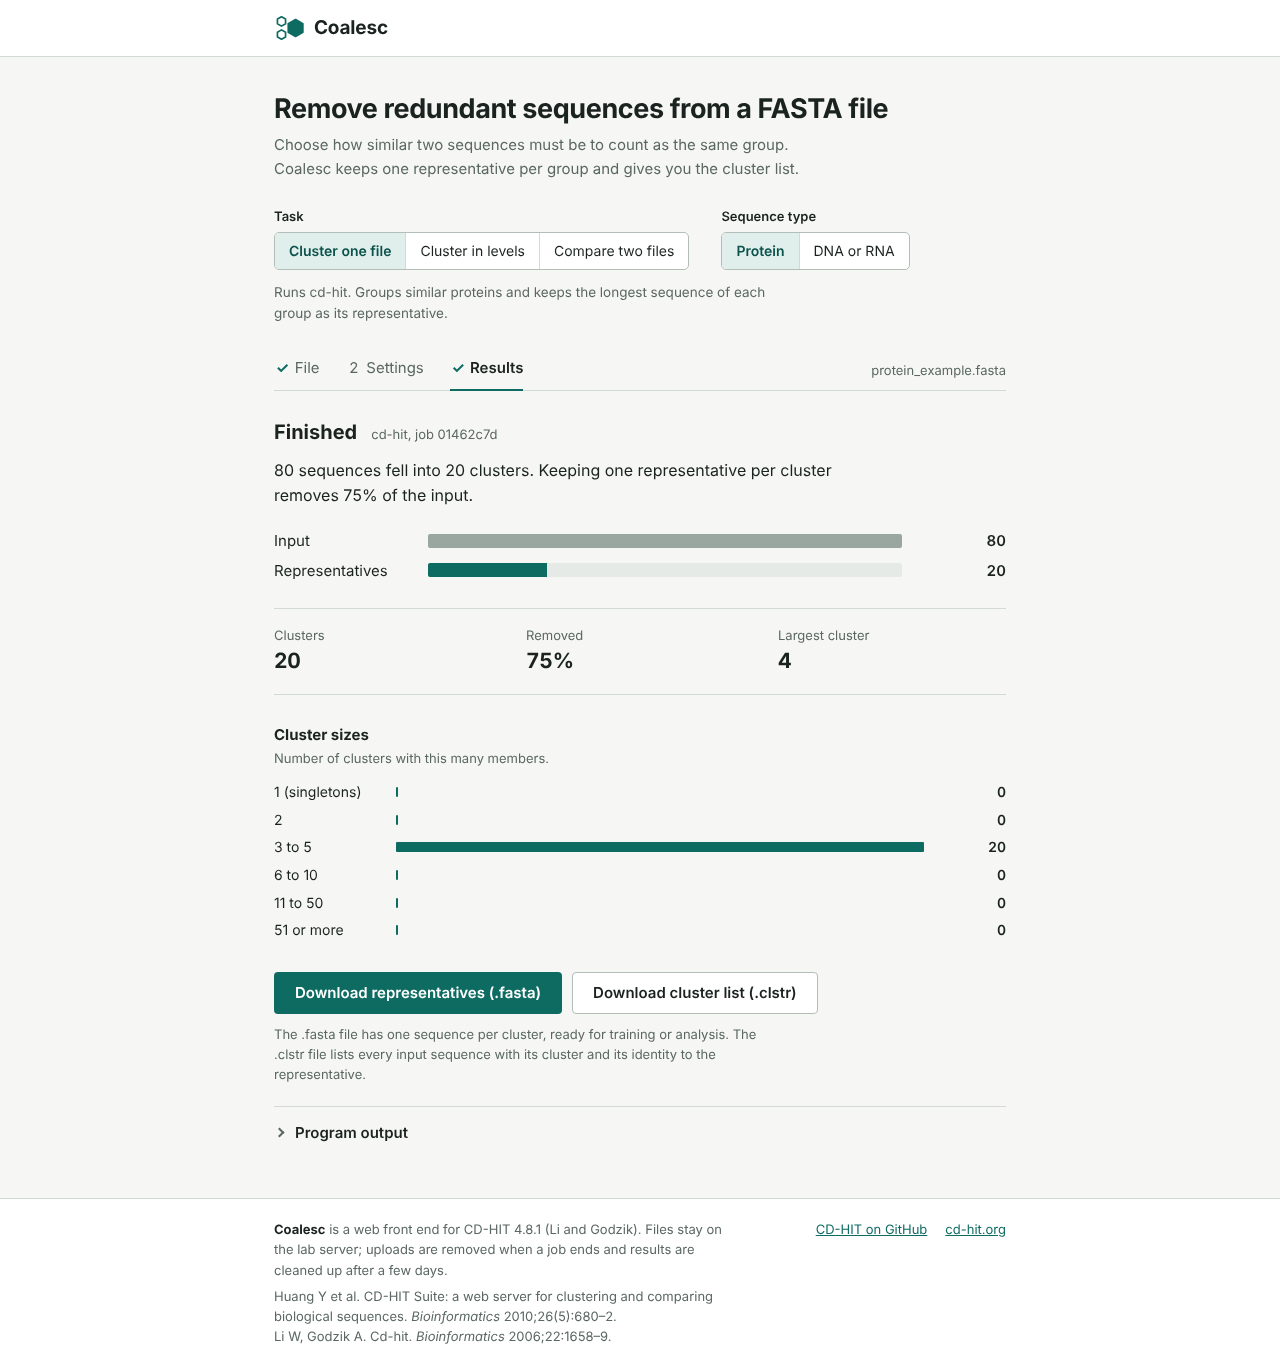 Coalesc
Remove redundant sequences from a FASTA file
Choose how similar two sequences must be to count as the same group.
Coalesc keeps one representative per group and gives you the cluster list.
Task
Sequence type
Cluster one file
Cluster in levels
Compare two files
Protein
DNA or RNA
Runs cd-hit. Groups similar proteins and keeps the longest sequence of each
group as its representative.
File
2 Settings
Results
protein_example.fasta
Finished
cd-hit, job 01462c7d
80 sequences fell into 20 clusters. Keeping one representative per cluster
removes 75% of the input.
Input 80
Representatives 20
Clusters
20
Removed
75%
Largest cluster
4
Cluster sizes
Number of clusters with this many members.
1 (singletons) 0
2 0
3 to 5 20
6 to 10 0
11 to 50 0
51 or more 0
Download representatives (.fasta)
Download cluster list (.clstr)
The .fasta file has one sequence per cluster, ready for training or analysis. The
.clstr file lists every input sequence with its cluster and its identity to the
representative.
Program output
Coalesc is a web front end for CD-HIT 4.8.1 (Li and Godzik). Files stay on
the lab server; uploads are removed when a job ends and results are
cleaned up after a few days.
CD-HIT on GitHub
cd-hit.org
Huang Y et al. CD-HIT Suite: a web server for clustering and comparing
biological sequences. Bioinformatics 2010;26(5):680–2.
Li W, Godzik A. Cd-hit. Bioinformatics 2006;22:1658–9.